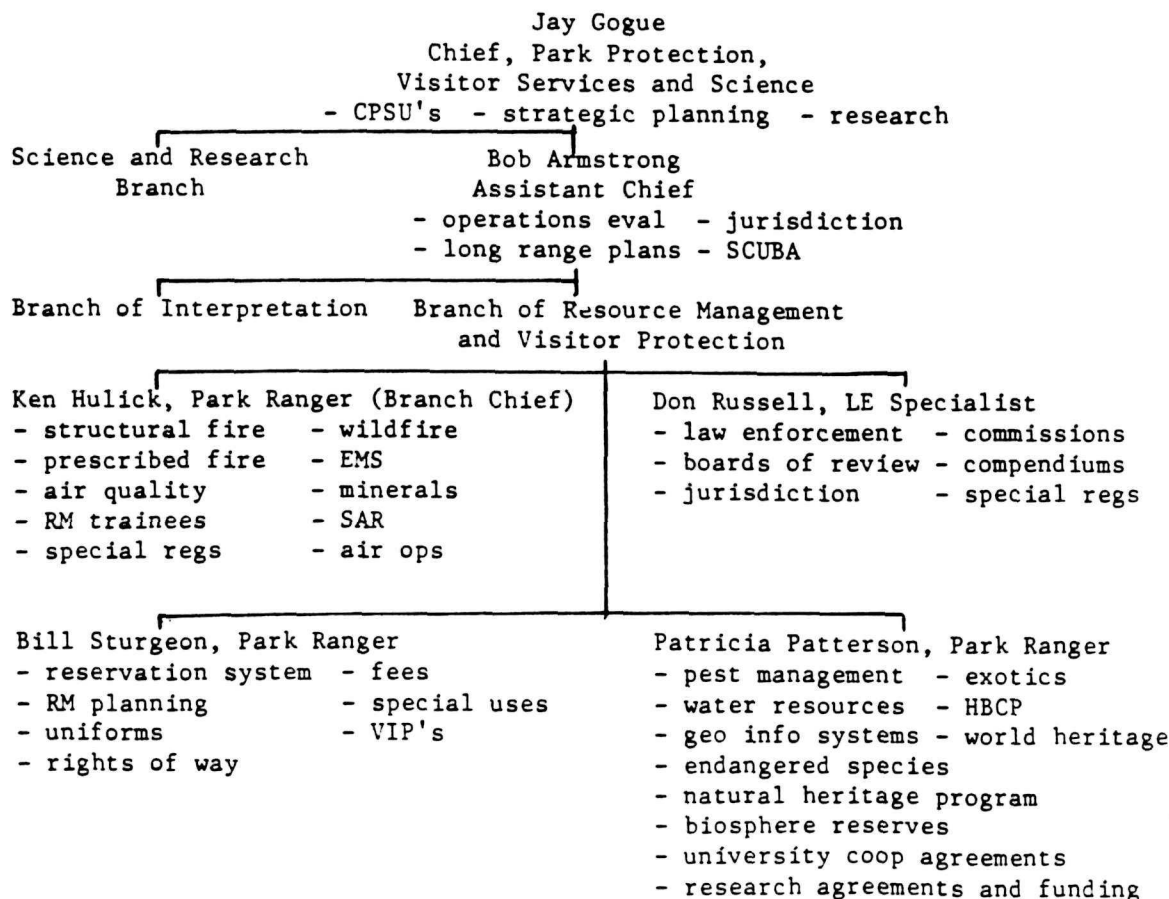 Jay Gogue
Chief, Park Protection,
Visitor Services and Science
- CPSU's - strategic planning - research
Science and Research
Branch
Bob Armstrong
Assistant Chief
- operations eval - jurisdiction
- long range plans - SCUBA
Branch of Interpretation
Branch of Resource Management
and Visitor Protection
Ken Hulick, Park Ranger (Branch Chief)
- structural fire - wildfire
- prescribed fire - EMS
- air quality - minerals
- RM trainees - SAR
- special regs - air ops
Don Russell, LE Specialist
- law enforcement - commissions
- boards of review - compendiums
- jurisdiction - special regs
Bill Sturgeon, Park Ranger
- reservation system - fees
- RM planning - special uses
- uniforms - VIP's
- rights of way
Patricia Patterson, Park Ranger
- pest management - exotics
- water resources - HBCP
- geo info systems - world heritage
- endangered species
- natural heritage program
- biosphere reserves
- university coop agreements
- research agreements and funding